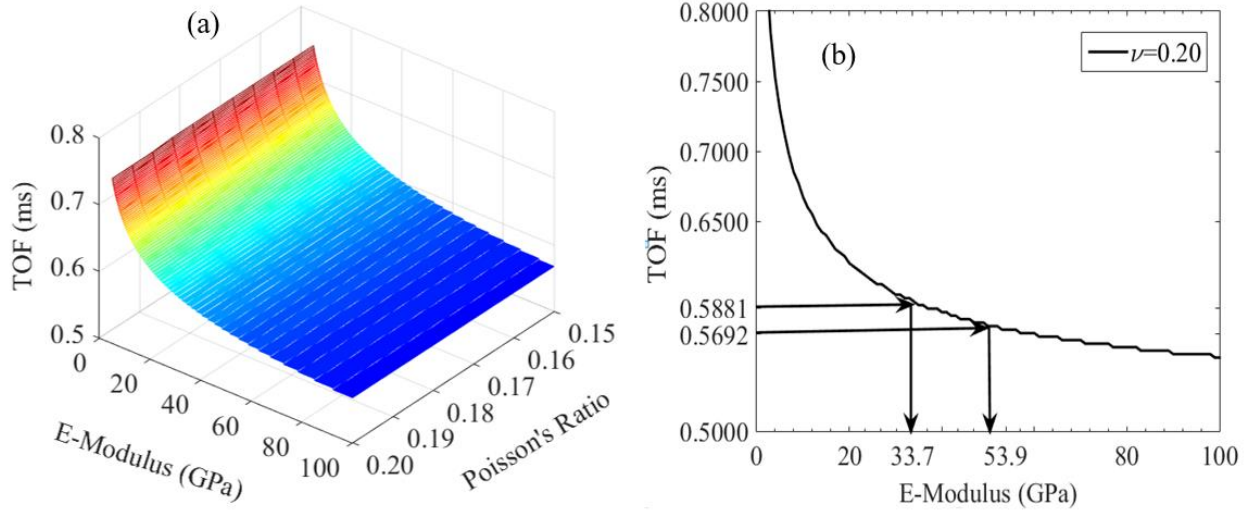 (a)
0.8
0.7
0.6
0.5
TOF (ms)
0
20
40
60
80
100
E-Modulus (GPa)
0.15
0.16
0.17
0.18
0.19
0.20
Poisson's Ratio
(b)
ν=0.20
0.8000
0.7500
0.7000
0.6500
0.5881
0.5692
0.5000
TOF (ms)
0 20 33.7 53.9 80 100
E-Modulus (GPa)